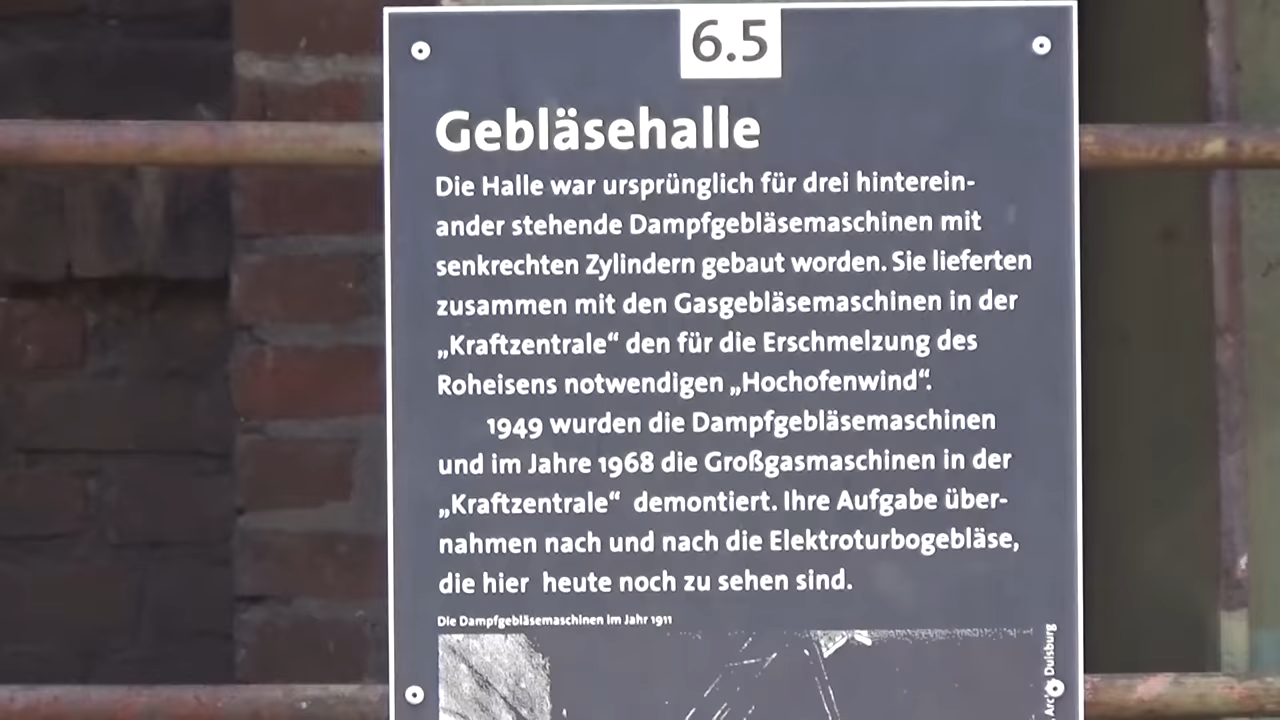 6.5
Gebläsehalle
Die Halle war ursprünglich für drei hinterein-
ander stehende Dampfgebläsemaschinen mit
senkrechten Zylindern gebaut worden. Sie lieferten
zusammen mit den Gasgebläsemaschinen in der
„Kraftzentrale“ den für die Erschmelzung des
Roheisens notwendigen „Hochofenwind“.
1949 wurden die Dampfgebläsemaschinen
und im Jahre 1968 die Großgasmaschinen in der
„Kraftzentrale“ demontiert. Ihre Aufgabe über-
nahmen nach und nach die Elektroturbogebläse,
die hier heute noch zu sehen sind.
Die Dampfgebläsemaschinen im Jahr 1911
Duisburg